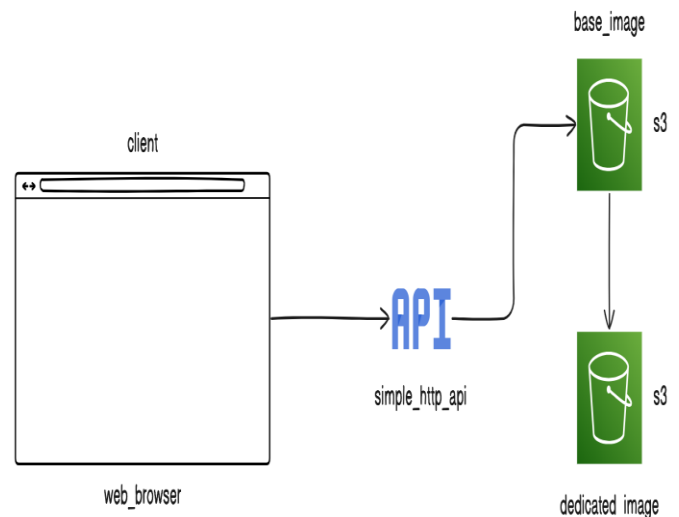 base_image
s3
client
API
simple_http_api
s3
web_browser
dedicated_image